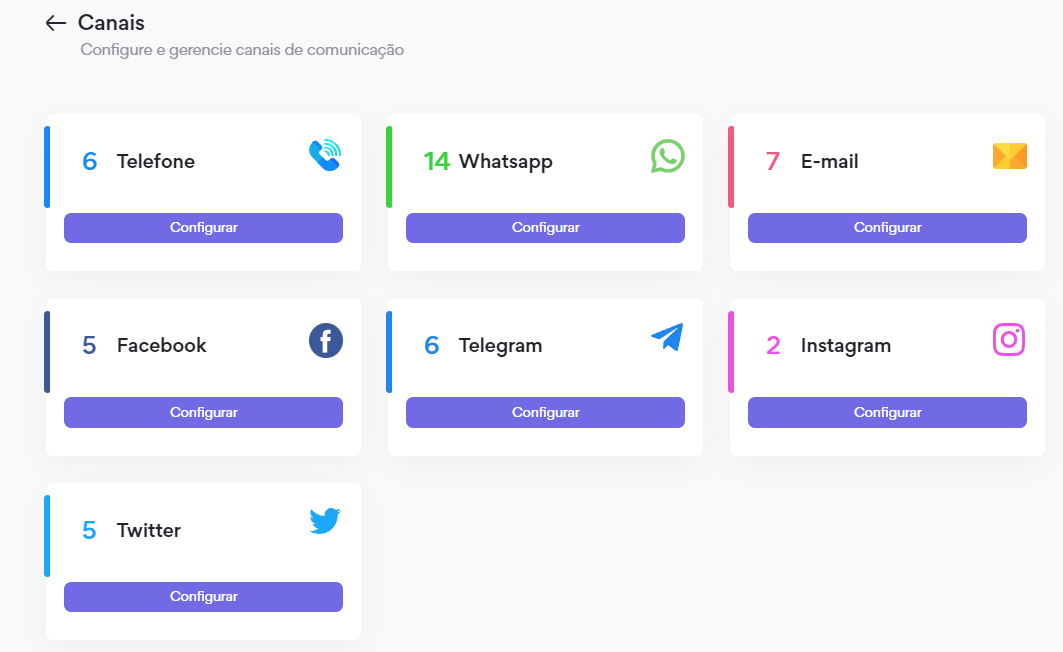 Canais
Configure e gerencie canais de comunicação
6 Telefone
Configurar
14 Whatsapp
Configurar
7 E-mail
Configurar
5 Facebook
Configurar
6 Telegram
Configurar
2 Instagram
Configurar
5 Twitter
Configurar